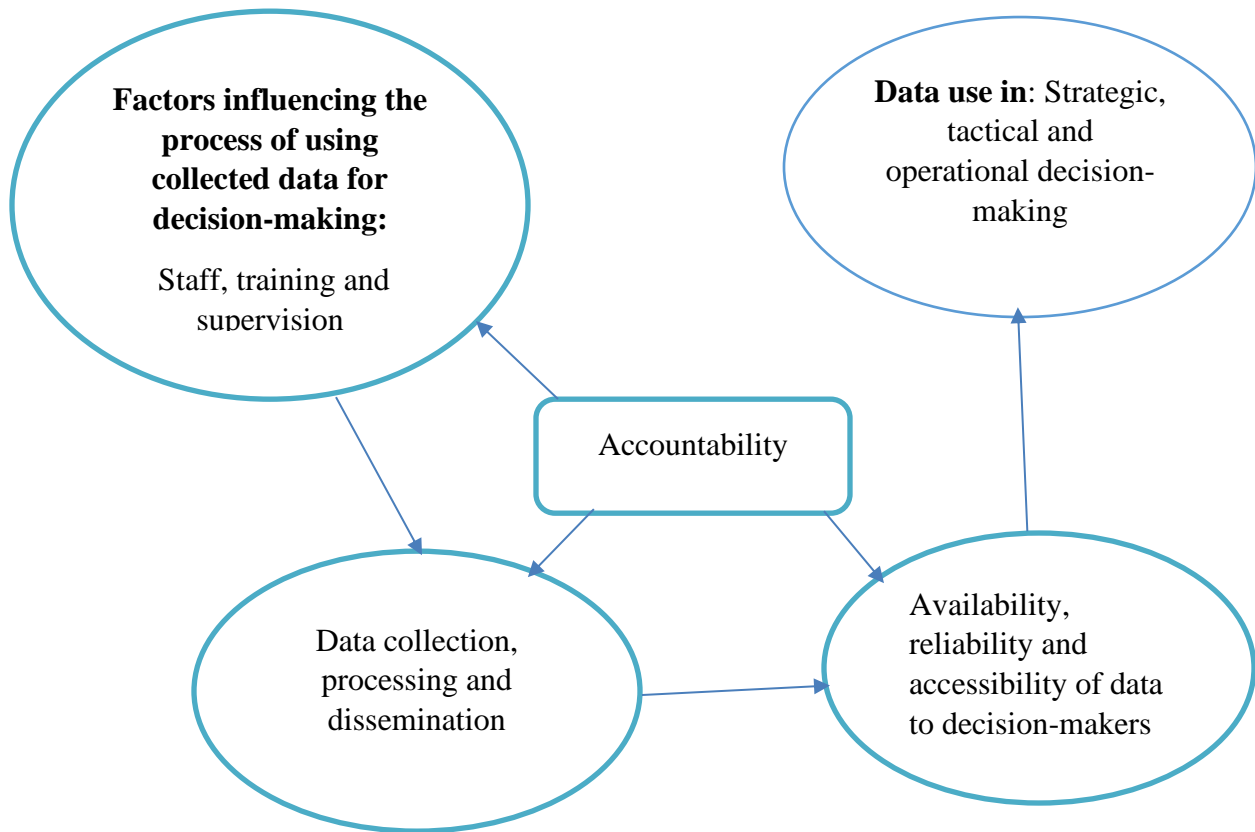 Factors influencing the
process of using
collected data for
decision-making:
Staff, training and
supervision
Data use in: Strategic,
tactical and
operational decision-
making
Accountability
Data collection,
processing and
dissemination
Availability,
reliability and
accessibility of data
to decision-makers